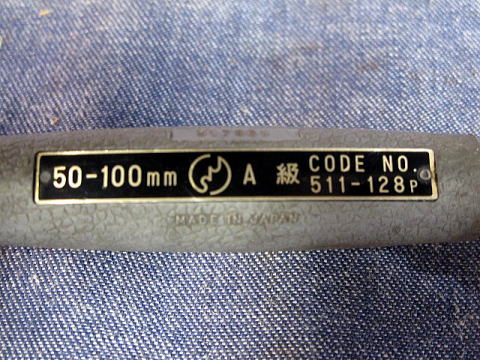 50-100mm A 級 CODE NO.
511-128P
MADE IN JAPAN